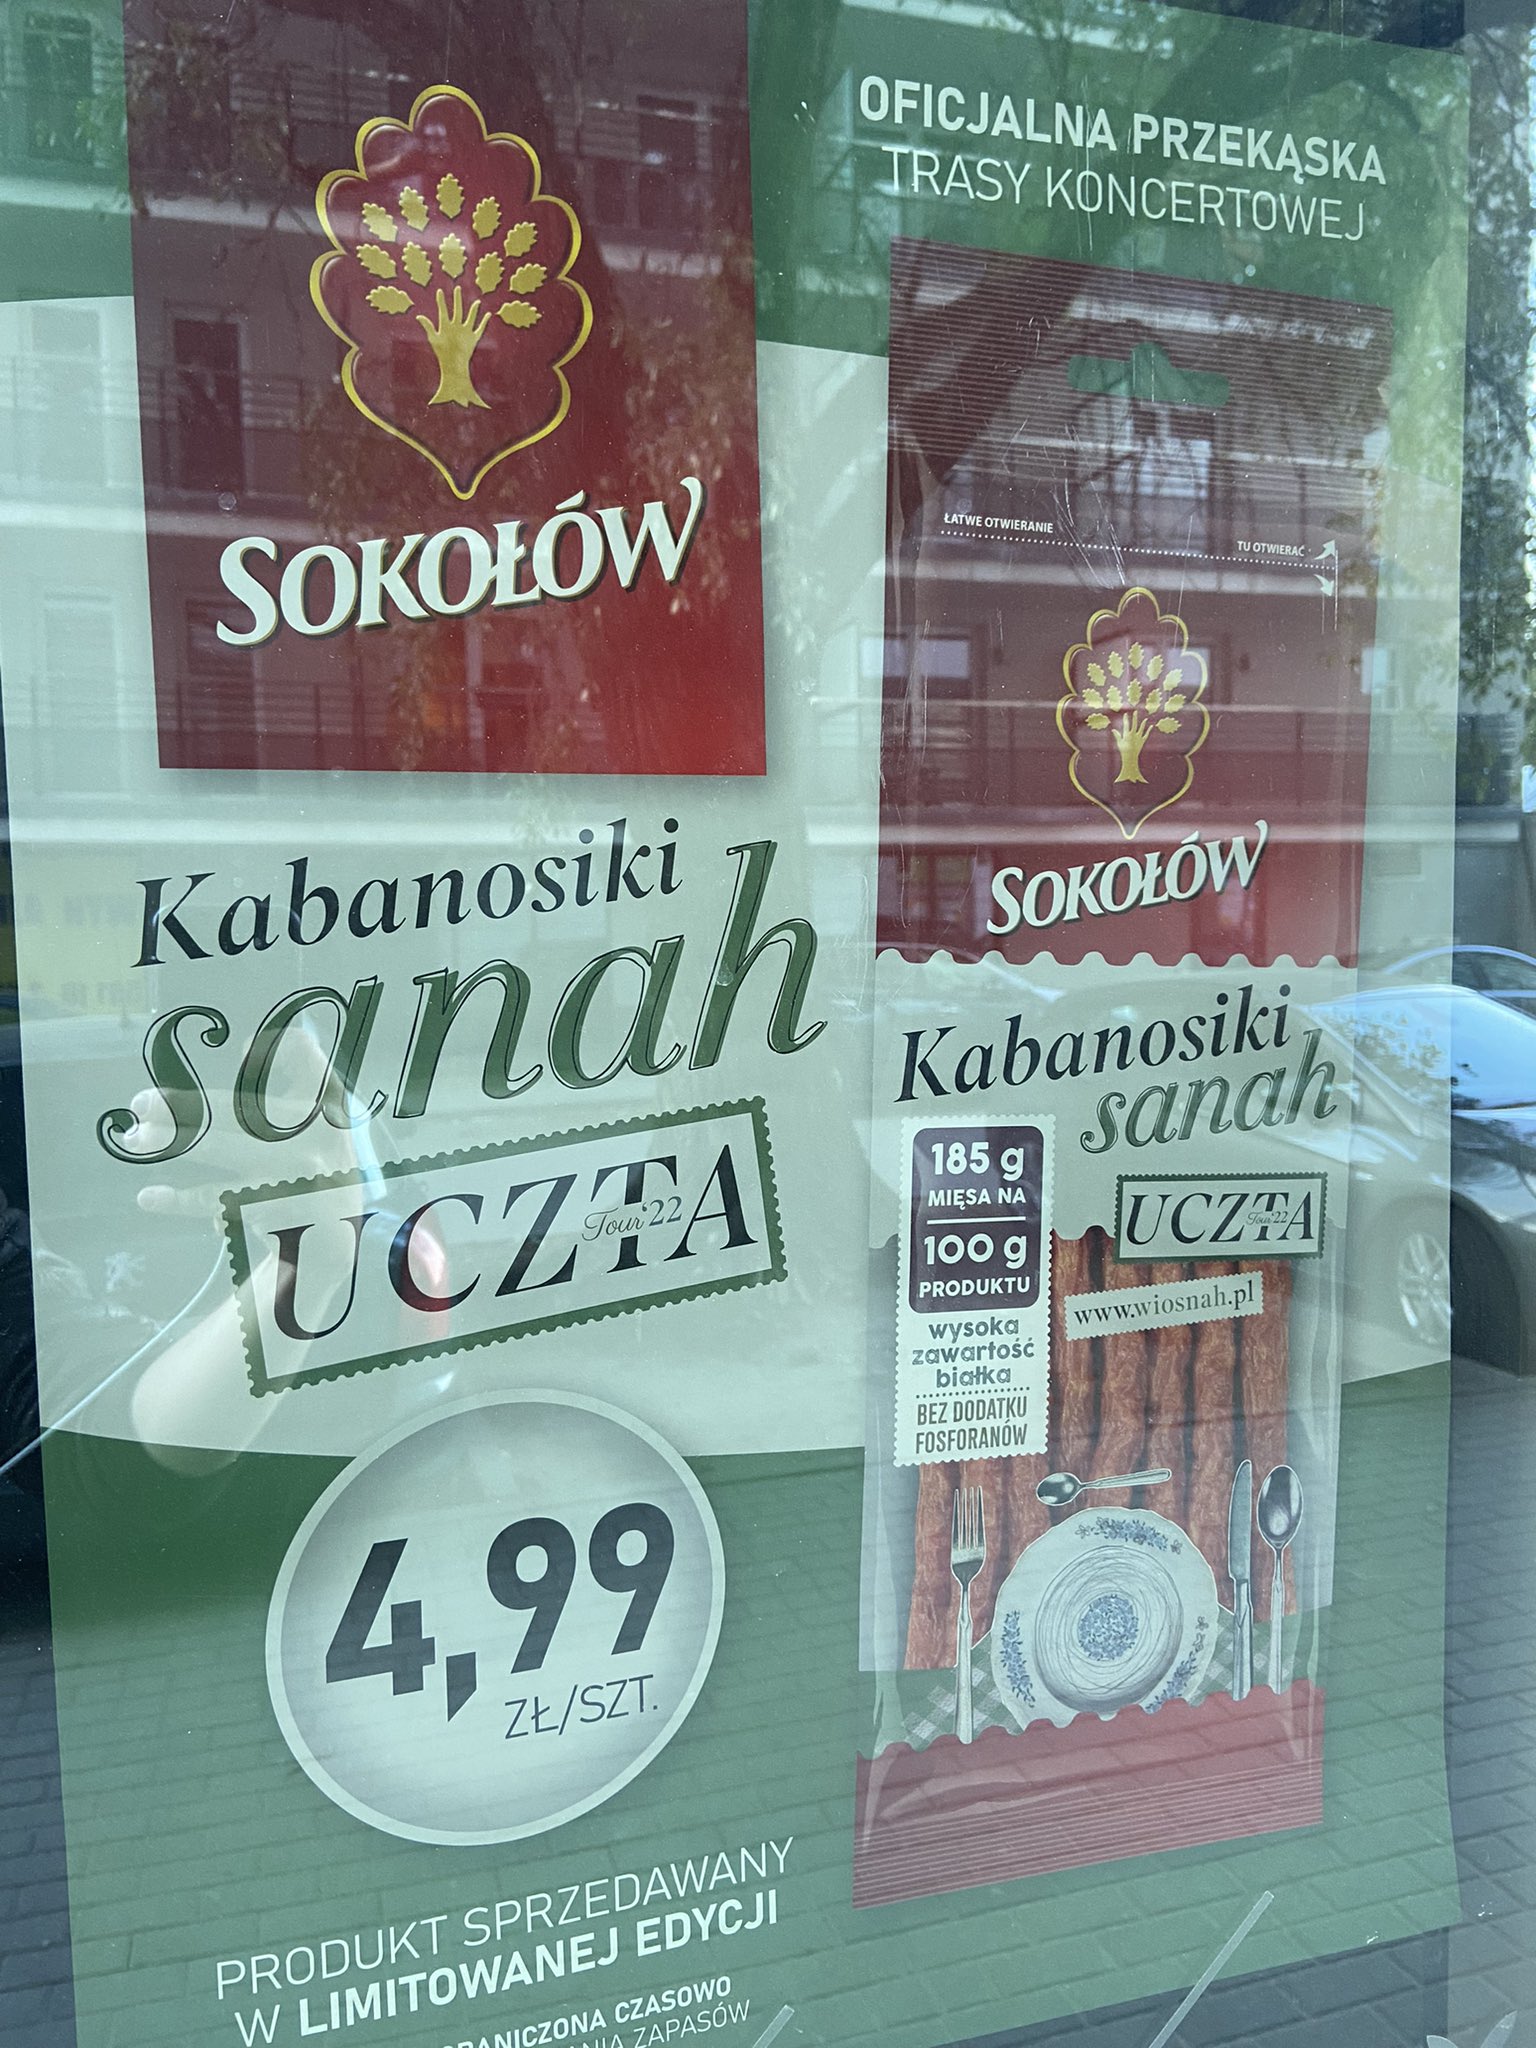 SOKOŁÓW
Kabanosiki
sanah
UCZTA
Tour'22
4,99
ZŁ/SZT.
PRODUKT SPRZEDAWANY
W LIMITOWANEJ EDYCJI
CZASOWO
ZAPASÓW
OFICJALNA PRZEKĄSKA
TRASY KONCERTOWEJ
ŁATWE OTWIERANIE
TU OTWIERAĆ
SOKOŁÓW
Kabanosiki
sanah
UCZTA
Tour'22
www.wiosnah.pl
185 g
MIĘSA NA
100 g
PRODUKTU
wysoka
zawartość
białka
BEZ DODATKU
FOSFORANÓW